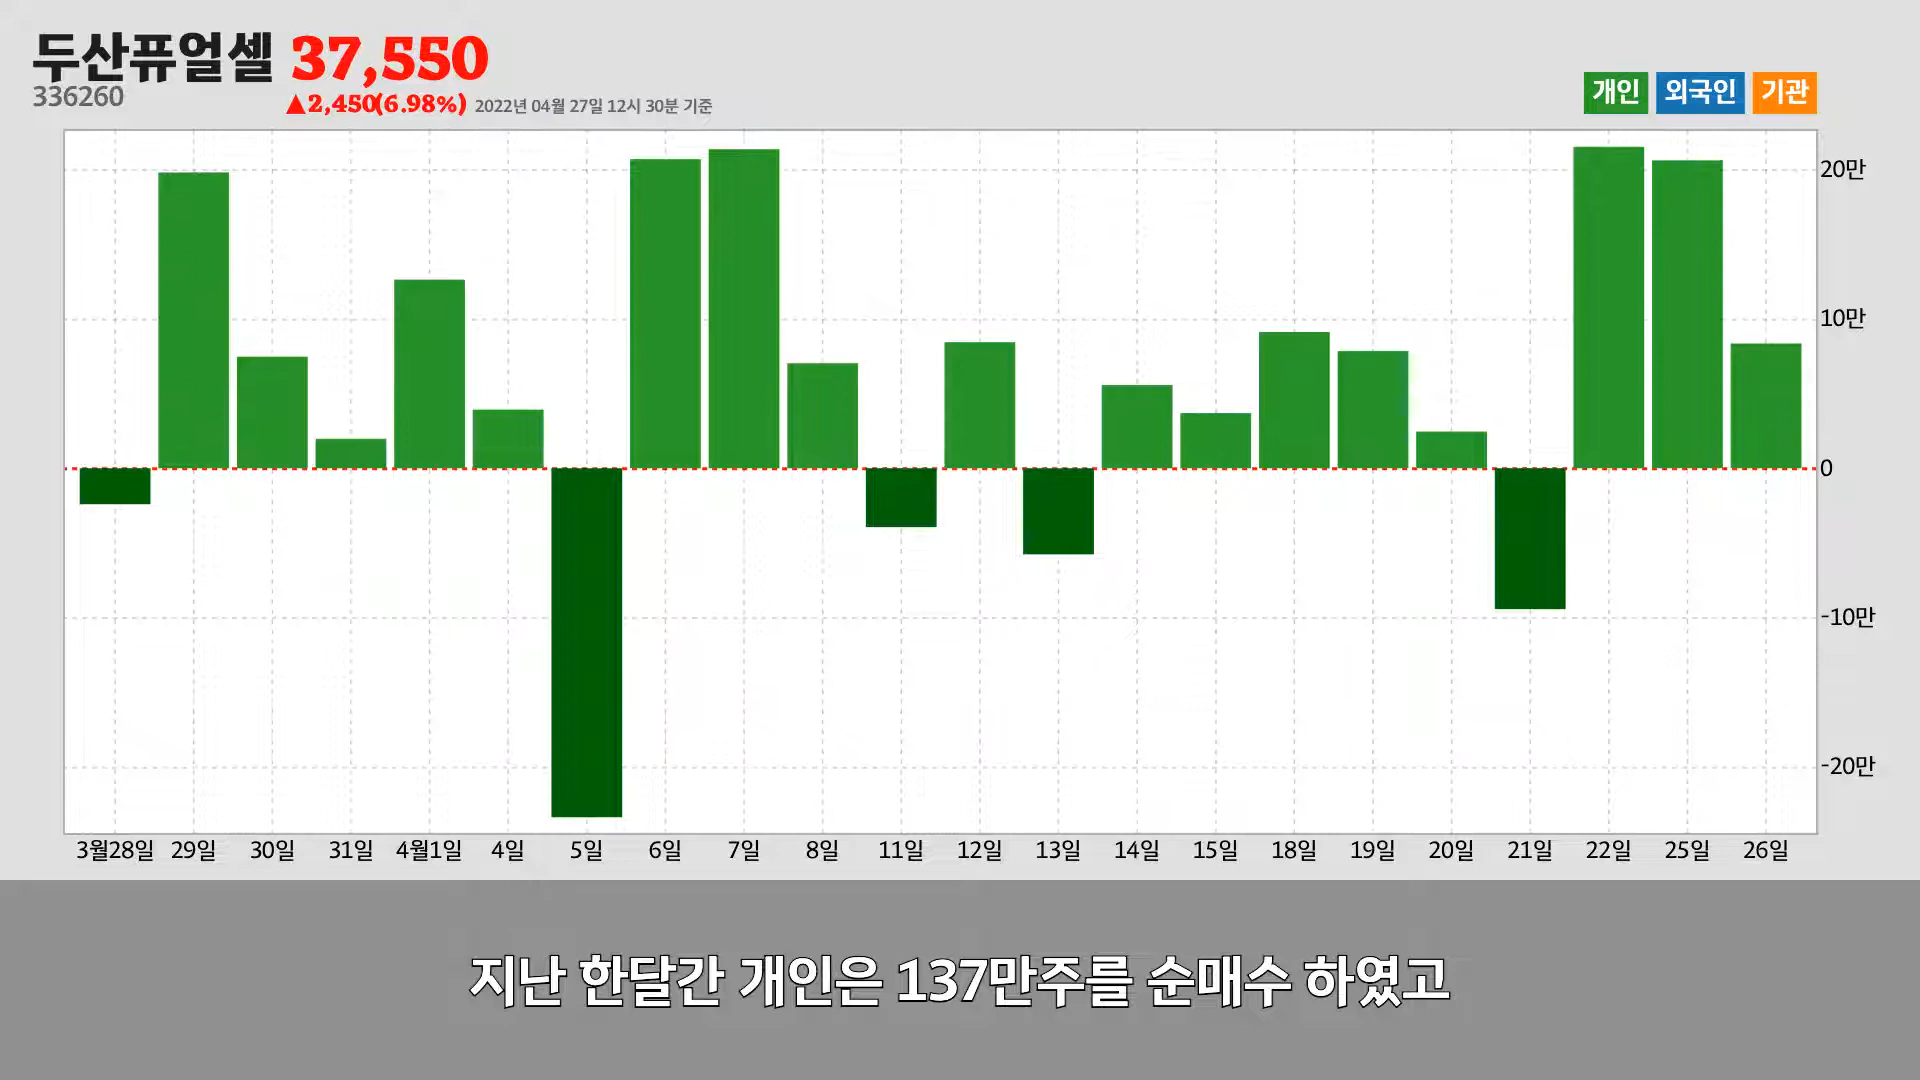 두산퓨얼셀 37,550
336260
▲2,450(6.98%) 2022년 04월 27일 12시 30분 기준
개인 외국인 기관
20만
10만
0
-10만
-20만
3월28일 29일 30일 31일 4월1일 4일 5일 6일 7일 8일 11일 12일 13일 14일 15일 18일 19일 20일 21일 22일 25일 26일
지난 한달간 개인은 137만주를 순매수 하였고